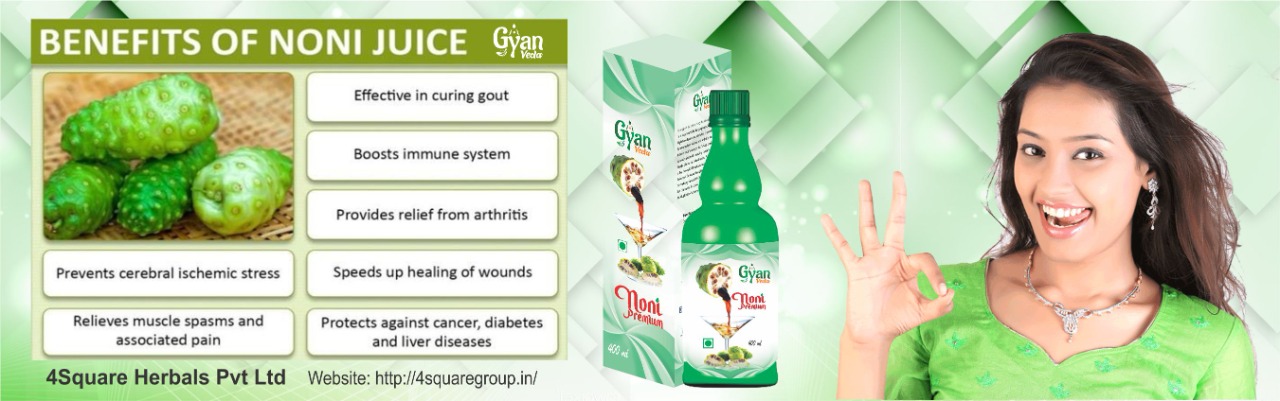 BENEFITS OF NONI JUICE
Gyan
Veda
Effective in curing gout
Boosts immune system
Provides relief from arthritis
Prevents cerebral ischemic stress
Speeds up healing of wounds
Relieves muscle spasms and
associated pain
Protects against cancer, diabetes
and liver diseases
4Square Herbals Pvt Ltd
Website: http://4squaregroup.in/
Gyan
Veda
Noni
Premium
400 ml
Gyan
Veda
Noni
Premium
400 ml